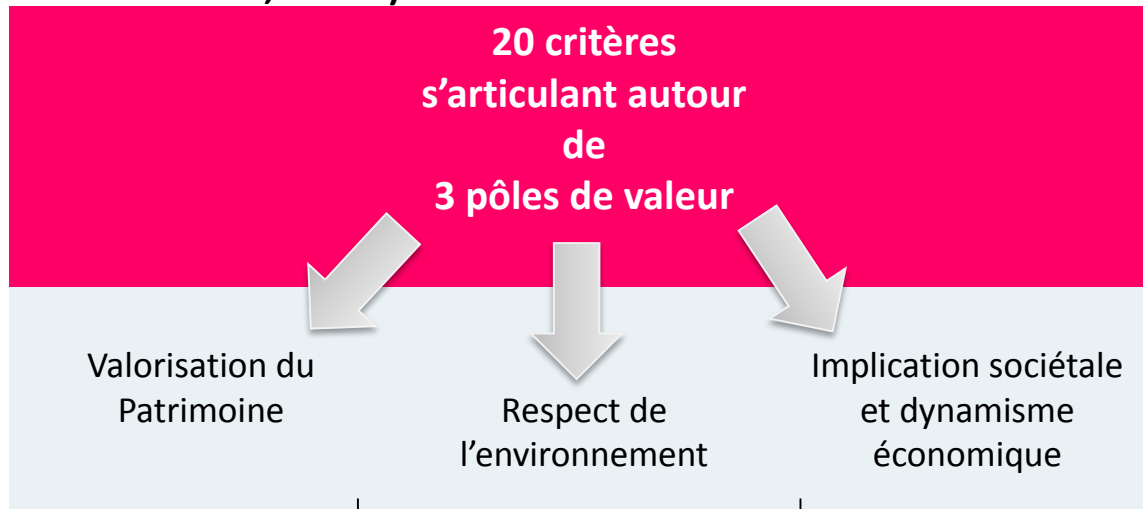 20 critères
s’articulant autour
de
3 pôles de valeur
Valorisation du
Patrimoine
Respect de
l’environnement
Implication sociétale
et dynamisme
économique